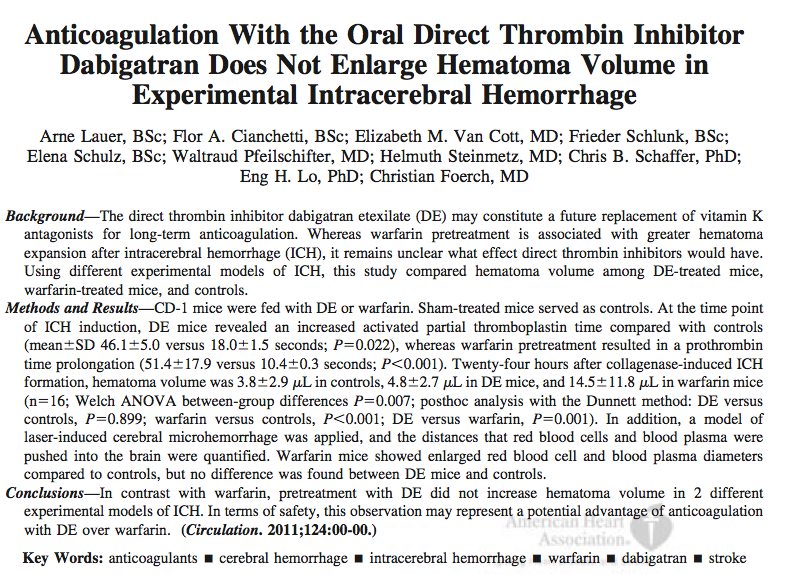 Anticoagulation With the Oral Direct Thrombin Inhibitor
Dabigatran Does Not Enlarge Hematoma Volume in
Experimental Intracerebral Hemorrhage
Arne Lauer, BSc; Flor A. Cianchetti, BSc; Elizabeth M. Van Cott, MD; Frieder Schlunk, BSc;
Elena Schulz, BSc; Waltraud Pfeilschifter, MD; Helmuth Steinmetz, MD; Chris B. Schaffer, PhD;
Eng H. Lo, PhD; Christian Foerch, MD
Background—The direct thrombin inhibitor dabigatran etexilate (DE) may constitute a future replacement of vitamin K
antagonists for long-term anticoagulation. Whereas warfarin pretreatment is associated with greater hematoma
expansion after intracerebral hemorrhage (ICH), it remains unclear what effect direct thrombin inhibitors would have.
Using different experimental models of ICH, this study compared hematoma volume among DE-treated mice,
warfarin-treated mice, and controls.
Methods and Results—CD-1 mice were fed with DE or warfarin. Sham-treated mice served as controls. At the time point
of ICH induction, DE mice revealed an increased activated partial thromboplastin time compared with controls
(mean±SD 46.1±5.0 versus 18.0±1.5 seconds; P=0.022), whereas warfarin pretreatment resulted in a prothrombin
time prolongation (51.4±17.9 versus 10.4±0.3 seconds; P<0.001). Twenty-four hours after collagenase-induced ICH
formation, hematoma volume was 3.8±2.9 μL in controls, 4.8±2.7 μL in DE mice, and 14.5±11.8 μL in warfarin mice
(n=16; Welch ANOVA between-group differences P=0.007; posthoc analysis with the Dunnett method: DE versus
controls, P=0.899; warfarin versus controls, P<0.001; DE versus warfarin, P=0.001). In addition, a model of
laser-induced cerebral microhemorrhage was applied, and the distances that red blood cells and blood plasma were
pushed into the brain were quantified. Warfarin mice showed enlarged red blood cell and blood plasma diameters
compared to controls, but no difference was found between DE mice and controls.
Conclusions—In contrast with warfarin, pretreatment with DE did not increase hematoma volume in 2 different
experimental models of ICH. In terms of safety, this observation may represent a potential advantage of anticoagulation
with DE over warfarin. (Circulation. 2011;124:00-00.)
American Heart
Association
Key Words: anticoagulants ■ cerebral hemorrhage ■ intracerebral hemorrhage ■ warfarin ■ dabigatran ■ stroke